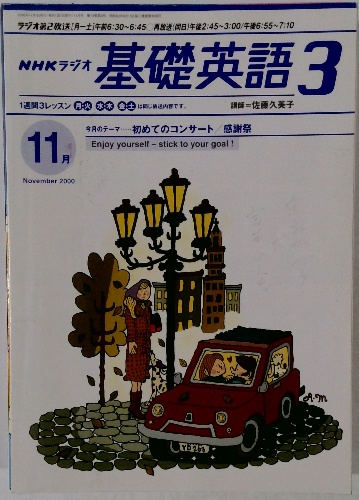 ラジオ第2放送[月―土]午前6:30~6:45 再放送(同日)午後2:45~3:00/午後6:55~7:10
NHKラジオ 基礎英語3
1週間3レッスン 月火 水木 金土 は同じ放送内容です。 講師=佐藤久美子
11月
November 2000
今月のテーマ……初めてのコンサート/感謝祭
Enjoy yourself – stick to your goal !
A.M